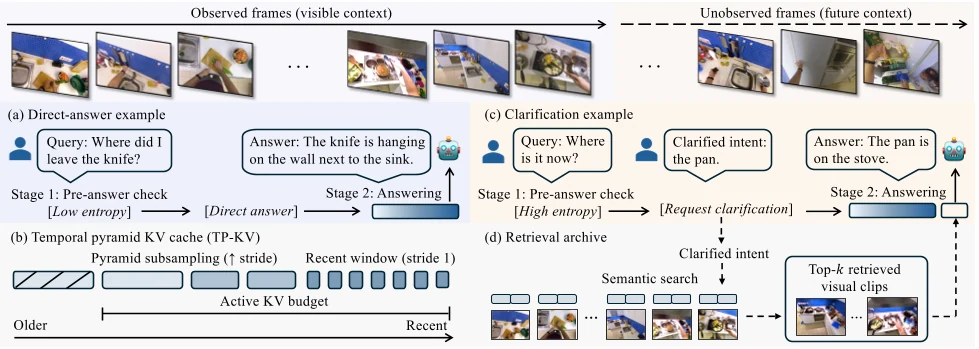 Observed frames (visible context)
Unobserved frames (future context)
...
...
(a) Direct-answer example
Query: Where did I
leave the knife?
Answer: The knife is hanging
on the wall next to the sink.
Stage 1: Pre-answer check
[Low entropy]
[Direct answer]
Stage 2: Answering
(b) Temporal pyramid KV cache (TP-KV)
Pyramid subsampling (↑ stride)
Recent window (stride 1)
Active KV budget
Older
Recent
(c) Clarification example
Query: Where
is it now?
Clarified intent:
the pan.
Answer: The pan is
on the stove.
Stage 1: Pre-answer check
[High entropy]
[Request clarification]
Stage 2: Answering
(d) Retrieval archive
Clarified intent
Semantic search
...
Top-k retrieved
visual clips
...